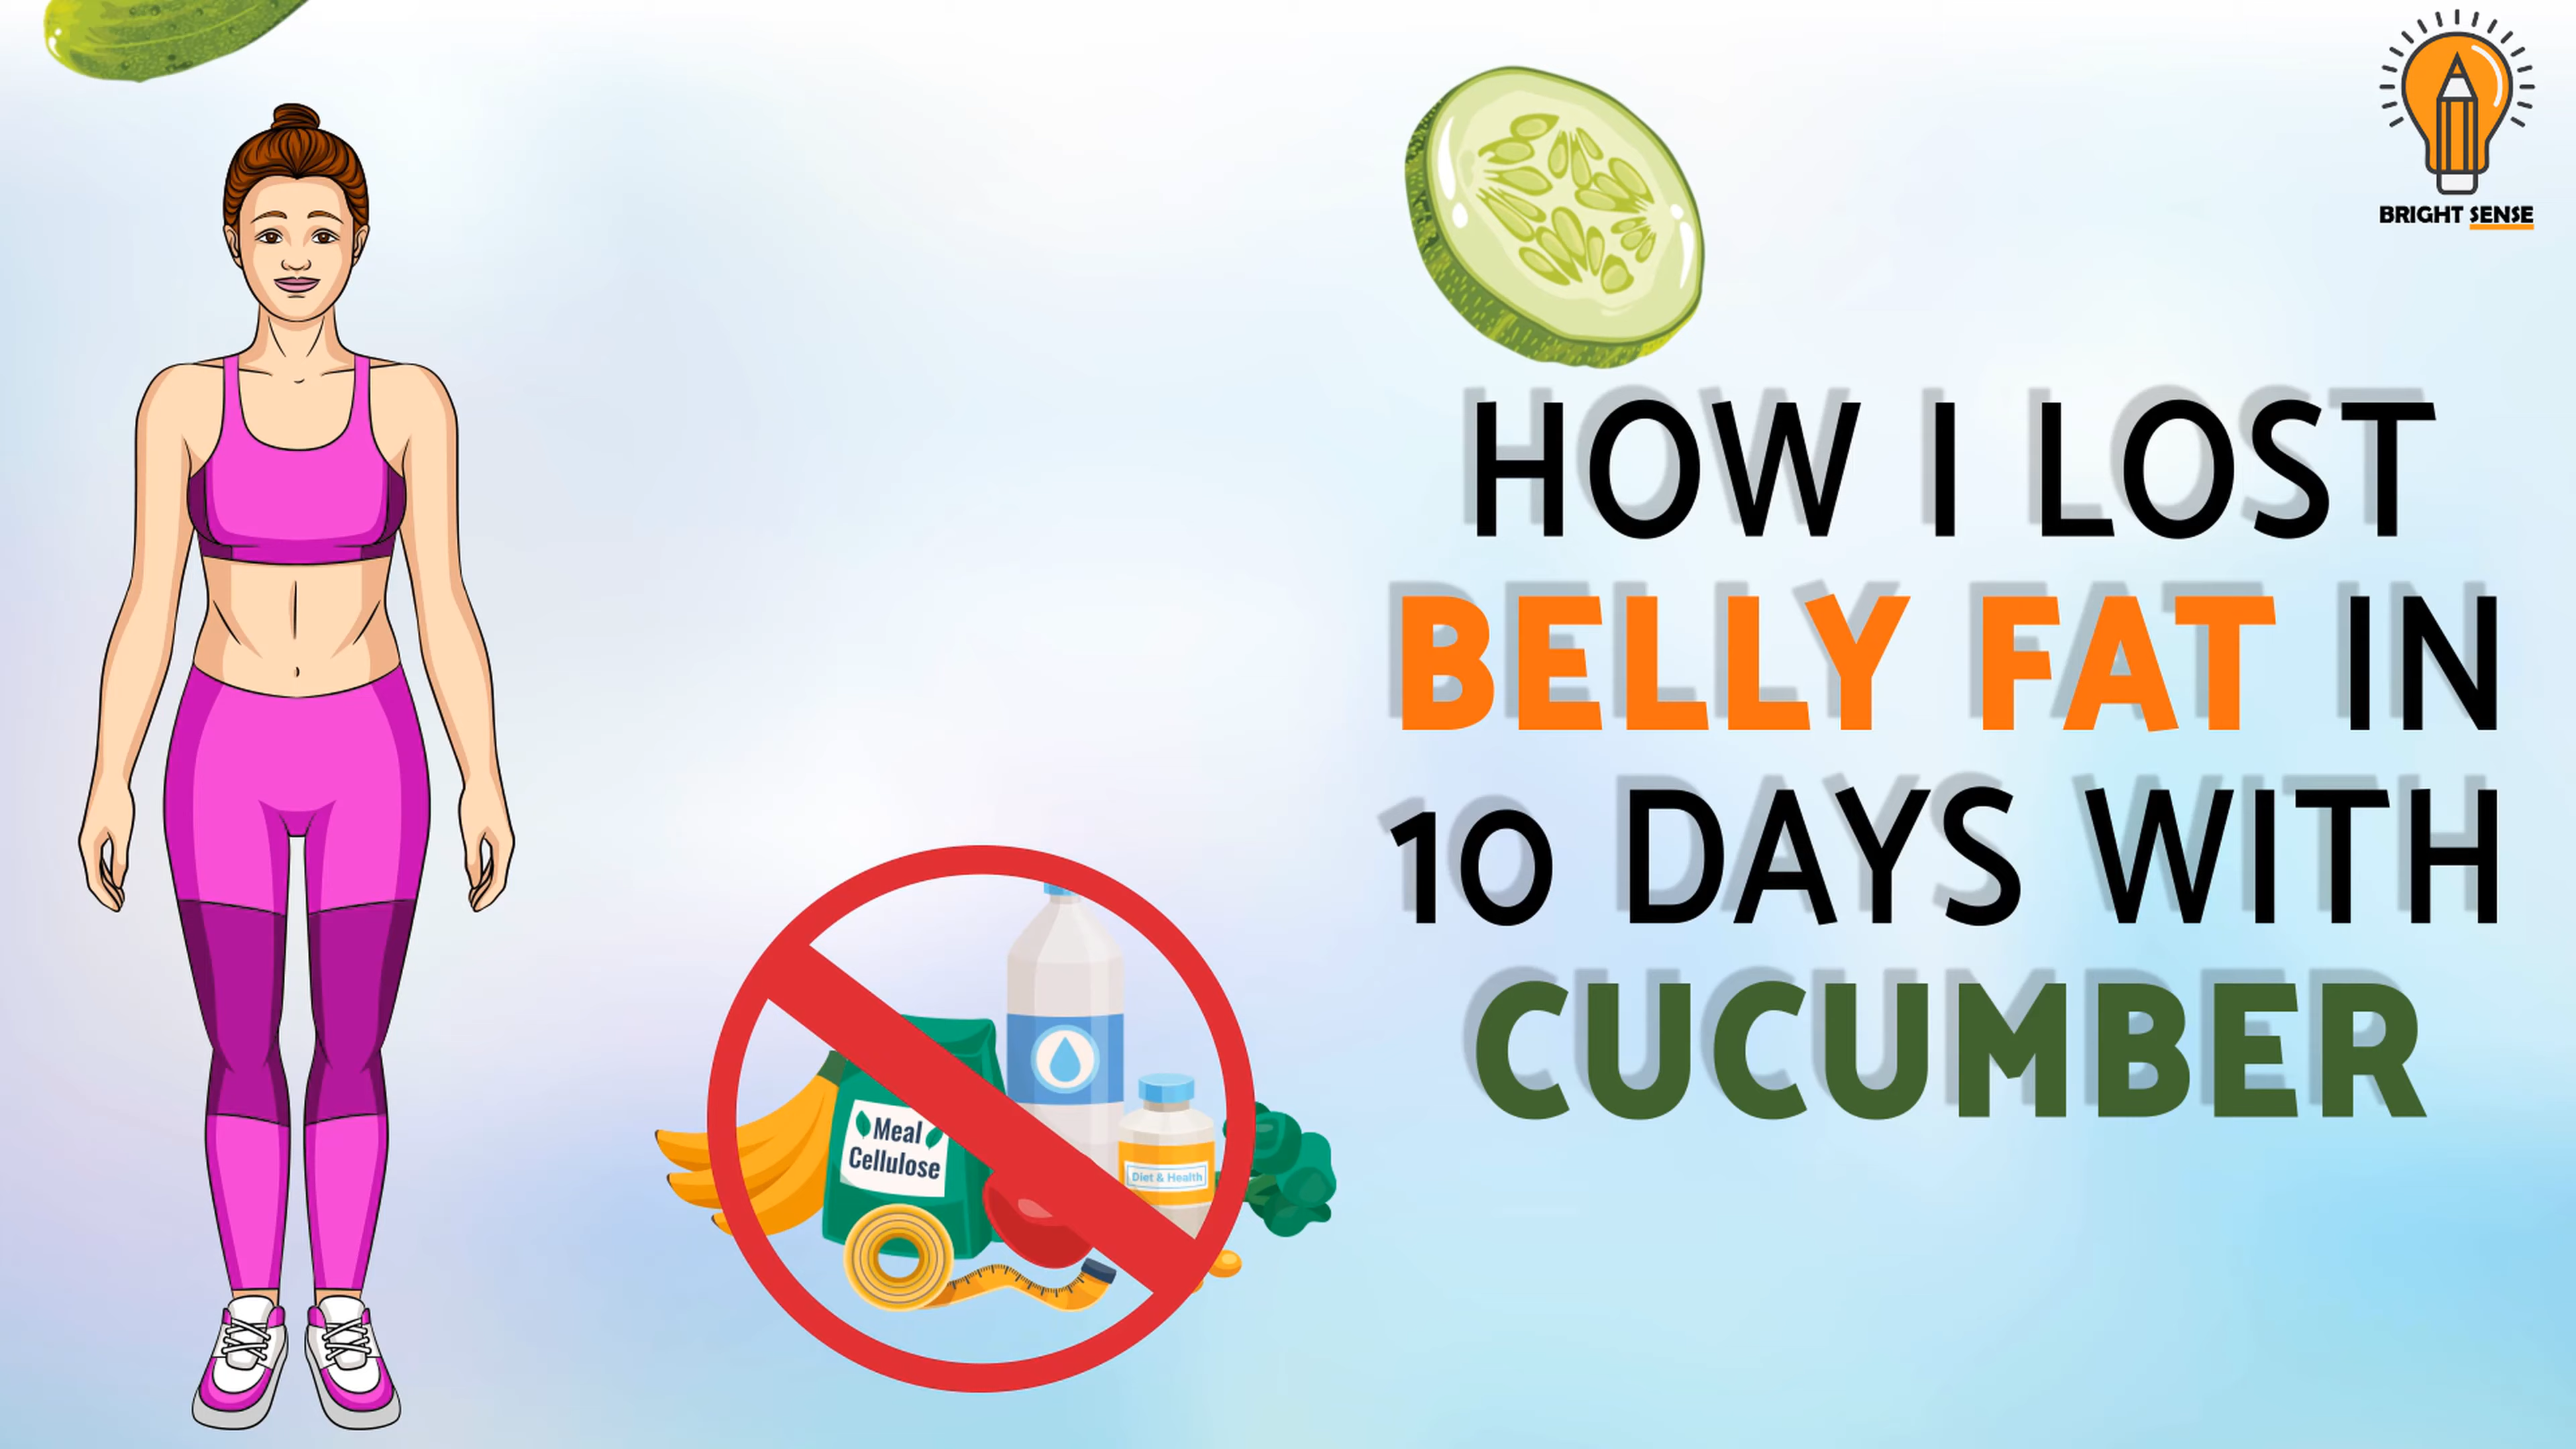 BRIGHT SENSE
HOW I LOST
BELLY FAT IN
10 DAYS WITH
CUCUMBER
Meal
Cellulose
Diet & Health